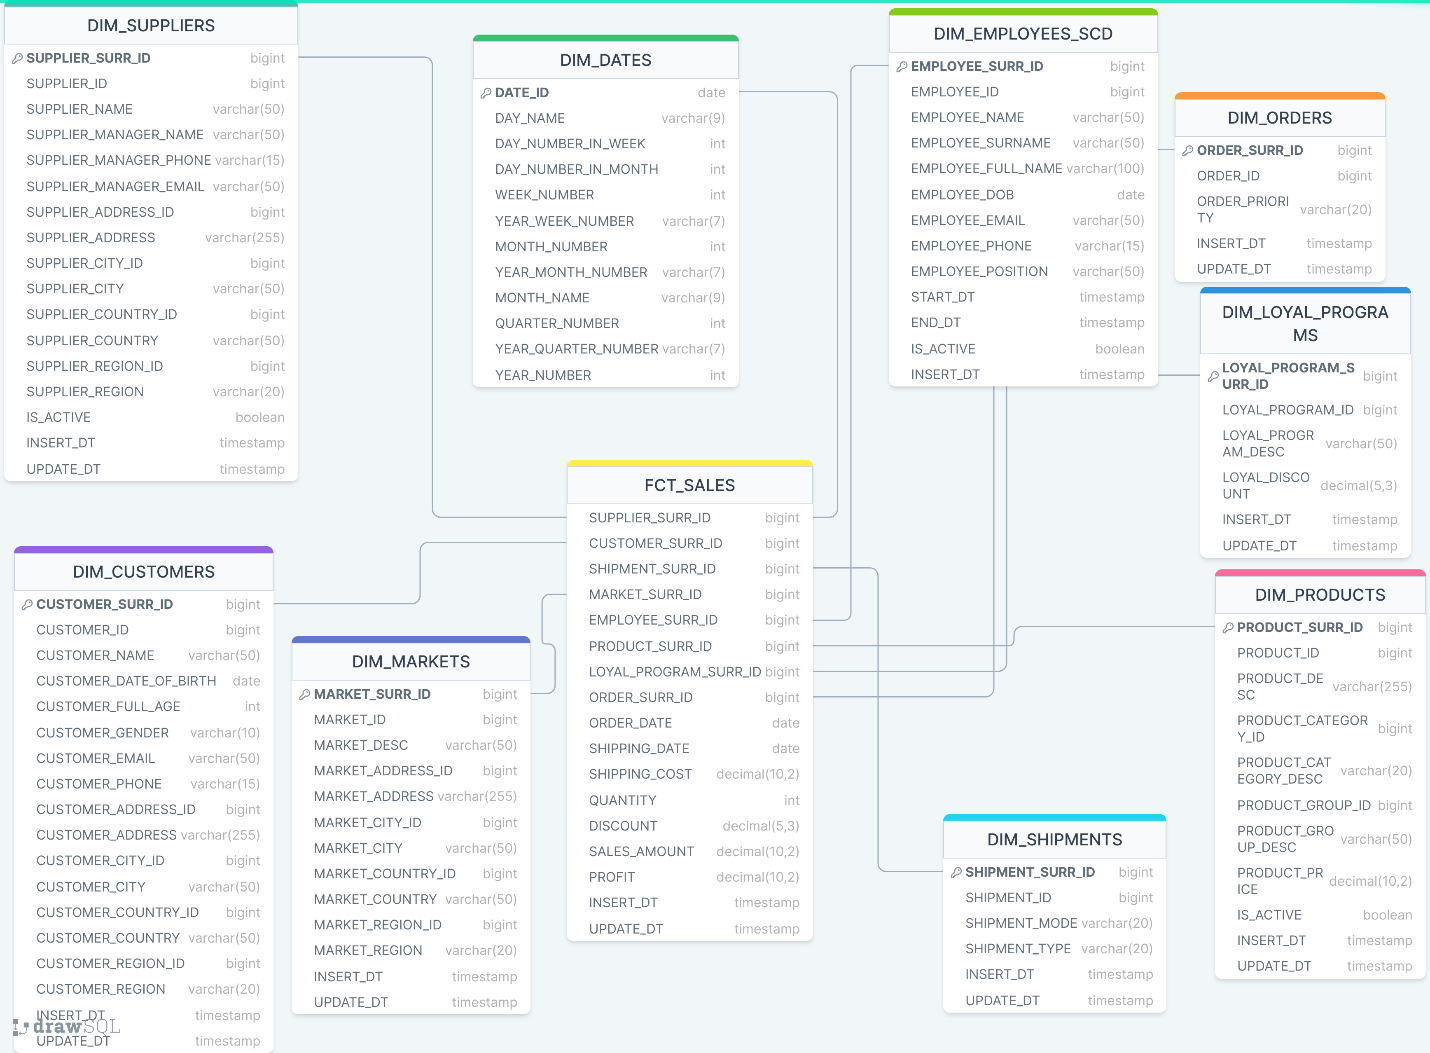 DIM_SUPPLIERS
SUPPLIER_SURR_ID bigint
SUPPLIER_ID bigint
SUPPLIER_NAME varchar(50)
SUPPLIER_MANAGER_NAME varchar(50)
SUPPLIER_MANAGER_PHONE varchar(15)
SUPPLIER_MANAGER_EMAIL varchar(50)
SUPPLIER_ADDRESS_ID bigint
SUPPLIER_ADDRESS varchar(255)
SUPPLIER_CITY_ID bigint
SUPPLIER_CITY varchar(50)
SUPPLIER_COUNTRY_ID bigint
SUPPLIER_COUNTRY varchar(50)
SUPPLIER_REGION_ID bigint
SUPPLIER_REGION varchar(20)
IS_ACTIVE boolean
INSERT_DT timestamp
UPDATE_DT timestamp
DIM_DATES
DATE_ID date
DAY_NAME varchar(9)
DAY_NUMBER_IN_WEEK int
DAY_NUMBER_IN_MONTH int
WEEK_NUMBER int
YEAR_WEEK_NUMBER varchar(7)
MONTH_NUMBER int
YEAR_MONTH_NUMBER varchar(7)
MONTH_NAME varchar(9)
QUARTER_NUMBER int
YEAR_QUARTER_NUMBER varchar(7)
YEAR_NUMBER int
DIM_EMPLOYEES_SCD
EMPLOYEE_SURR_ID bigint
EMPLOYEE_ID bigint
EMPLOYEE_NAME varchar(50)
EMPLOYEE_SURNAME varchar(50)
EMPLOYEE_FULL_NAME varchar(100)
EMPLOYEE_DOB date
EMPLOYEE_EMAIL varchar(50)
EMPLOYEE_PHONE varchar(15)
EMPLOYEE_POSITION varchar(50)
START_DT timestamp
END_DT timestamp
IS_ACTIVE boolean
INSERT_DT timestamp
DIM_ORDERS
ORDER_SURR_ID bigint
ORDER_ID bigint
ORDER_PRIORI
TY varchar(20)
INSERT_DT timestamp
UPDATE_DT timestamp
DIM_LOYAL_PROGRA
MS
LOYAL_PROGRAM_S
URR_ID bigint
LOYAL_PROGRAM_ID bigint
LOYAL_PROGR
AM_DESC varchar(50)
LOYAL_DISCO
UNT decimal(5,3)
INSERT_DT timestamp
UPDATE_DT timestamp
FCT_SALES
SUPPLIER_SURR_ID bigint
CUSTOMER_SURR_ID bigint
SHIPMENT_SURR_ID bigint
MARKET_SURR_ID bigint
EMPLOYEE_SURR_ID bigint
PRODUCT_SURR_ID bigint
LOYAL_PROGRAM_SURR_ID bigint
ORDER_SURR_ID bigint
ORDER_DATE date
SHIPPING_DATE date
SHIPPING_COST decimal(10,2)
QUANTITY int
DISCOUNT decimal(5,3)
SALES_AMOUNT decimal(10,2)
PROFIT decimal(10,2)
INSERT_DT timestamp
UPDATE_DT timestamp
DIM_CUSTOMERS
CUSTOMER_SURR_ID bigint
CUSTOMER_ID bigint
CUSTOMER_NAME varchar(50)
CUSTOMER_DATE_OF_BIRTH date
CUSTOMER_FULL_AGE int
CUSTOMER_GENDER varchar(10)
CUSTOMER_EMAIL varchar(50)
CUSTOMER_PHONE varchar(15)
CUSTOMER_ADDRESS_ID bigint
CUSTOMER_ADDRESS varchar(255)
CUSTOMER_CITY_ID bigint
CUSTOMER_CITY varchar(50)
CUSTOMER_COUNTRY_ID bigint
CUSTOMER_COUNTRY varchar(50)
CUSTOMER_REGION_ID bigint
CUSTOMER_REGION varchar(20)
INSERT_DT timestamp
drawSQL
UPDATE_DT timestamp
DIM_MARKETS
MARKET_SURR_ID bigint
MARKET_ID bigint
MARKET_DESC varchar(50)
MARKET_ADDRESS_ID bigint
MARKET_ADDRESS varchar(255)
MARKET_CITY_ID bigint
MARKET_CITY varchar(50)
MARKET_COUNTRY_ID bigint
MARKET_COUNTRY varchar(50)
MARKET_REGION_ID bigint
MARKET_REGION varchar(20)
INSERT_DT timestamp
UPDATE_DT timestamp
DIM_SHIPMENTS
SHIPMENT_SURR_ID bigint
SHIPMENT_ID bigint
SHIPMENT_MODE varchar(20)
SHIPMENT_TYPE varchar(20)
INSERT_DT timestamp
UPDATE_DT timestamp
DIM_PRODUCTS
PRODUCT_SURR_ID bigint
PRODUCT_ID bigint
PRODUCT_DE
SC varchar(255)
PRODUCT_CATEGOR
Y_ID bigint
PRODUCT_CAT
EGORY_DESC varchar(20)
PRODUCT_GROUP_ID bigint
PRODUCT_GRO
UP_DESC varchar(50)
PRODUCT_PR
ICE decimal(10,2)
IS_ACTIVE boolean
INSERT_DT timestamp
UPDATE_DT timestamp